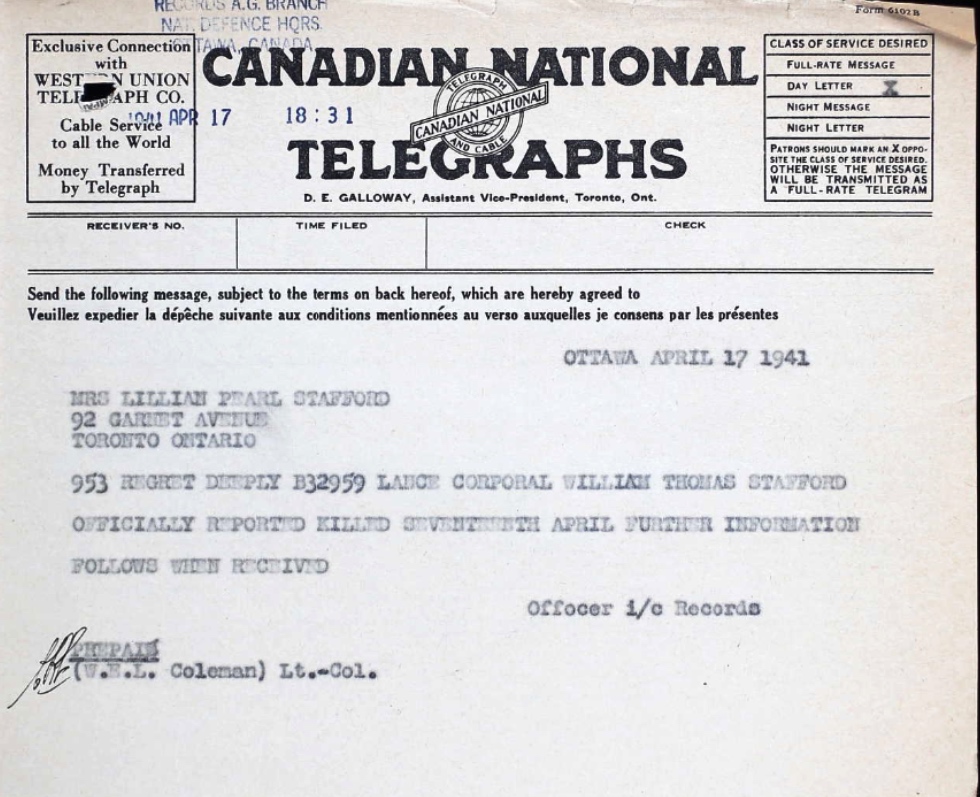 RECORDS A.G. BRANCH
NAT. DEFENCE HQRS.
OTTAWA, CANADA
Form 6102B
Exclusive Connection
with
WESTERN UNION
TELEGRAPH CO.
Cable Service
to all the World
Money Transferred
by Telegraph
1941 APR 17 18:31
CANADIAN NATIONAL
TELEGRAPH
CANADIAN NATIONAL
AND CABLE
TELEGRAPHS
D. E. GALLOWAY, Assistant Vice-President, Toronto, Ont.
CLASS OF SERVICE DESIRED
FULL-RATE MESSAGE
DAY LETTER X
NIGHT MESSAGE
NIGHT LETTER
PATRONS SHOULD MARK AN X OPPO-
SITE THE CLASS OF SERVICE DESIRED.
OTHERWISE THE MESSAGE
WILL BE TRANSMITTED AS
A FULL-RATE TELEGRAM
RECEIVER'S NO.
TIME FILED
CHECK
Send the following message, subject to the terms on back hereof, which are hereby agreed to
Veuillez expedier la dépêche suivante aux conditions mentionnées au verso auxquelles je consens par les présentes
OTTAWA APRIL 17 1941
MRS LILLIAN PEARL STAFFORD
92 GARNET AVENUE
TORONTO ONTARIO
953 REGRET DEEPLY B32959 LANCE CORPORAL WILLIAM THOMAS STAFFORD
OFFICIALLY REPORTED KILLED SEVENTEENTH APRIL FURTHER INFORMATION
FOLLOWS WHEN RECEIVED
Offocer i/c Records
PREPAID
(W.E.L. Coleman) Lt.-Col.